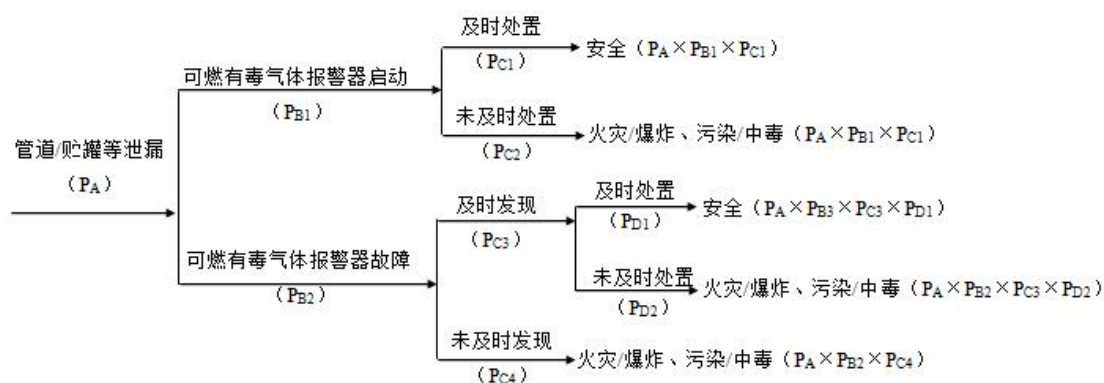 及时处置
(PC1)
安全（PA×PB1×PC1）
可燃有毒气体报警器启动
（PB1）
未及时处置
(PC2)
火灾/爆炸、污染/中毒（PA×PB1×PC1）
管道/贮罐等泄漏
（PA）
及时发现
（PC3）
及时处置
(PD1)
安全（PA×PB3×PC3×PD1）
可燃有毒气体报警器故障
（PB2）
未及时处置
（PD2）
火灾/爆炸、污染/中毒（PA×PB2×PC3×PD2）
未及时发现
（PC4）
火灾/爆炸、污染/中毒（PA×PB2×PC4）